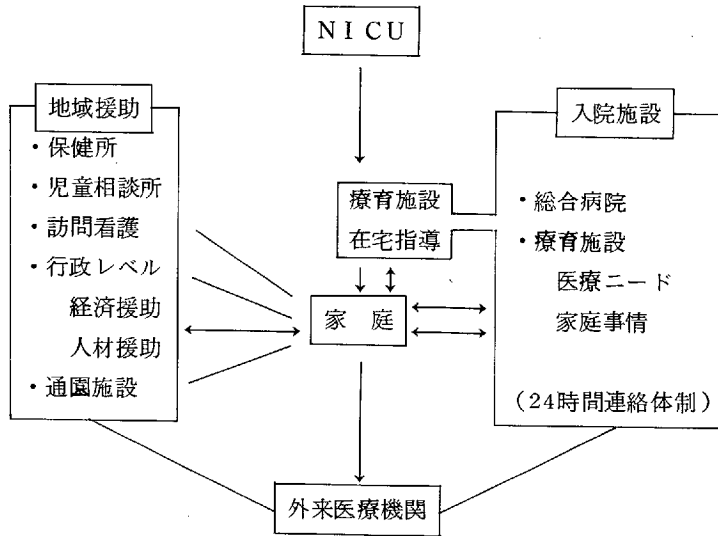 NICU
地域援助
・保健所
・児童相談所
・訪問看護
・行政レベル
経済援助
人材援助
・通園施設
療育施設
在宅指導
家 庭
入院施設
・総合病院
・療育施設
医療ニード
家庭事情
(24時間連絡体制)
外来医療機関